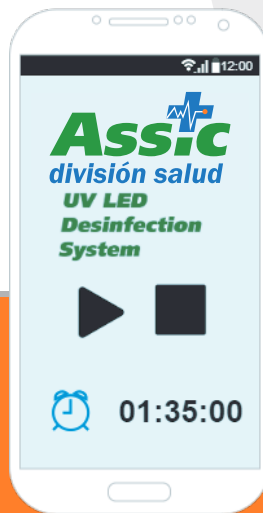 12:00
Assic
división salud
UV LED
Desinfection
System
01:35:00